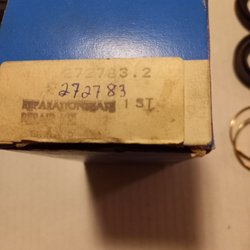 272783.2
272783
REPARATIONSSATS 1 ST
REPAIR KIT